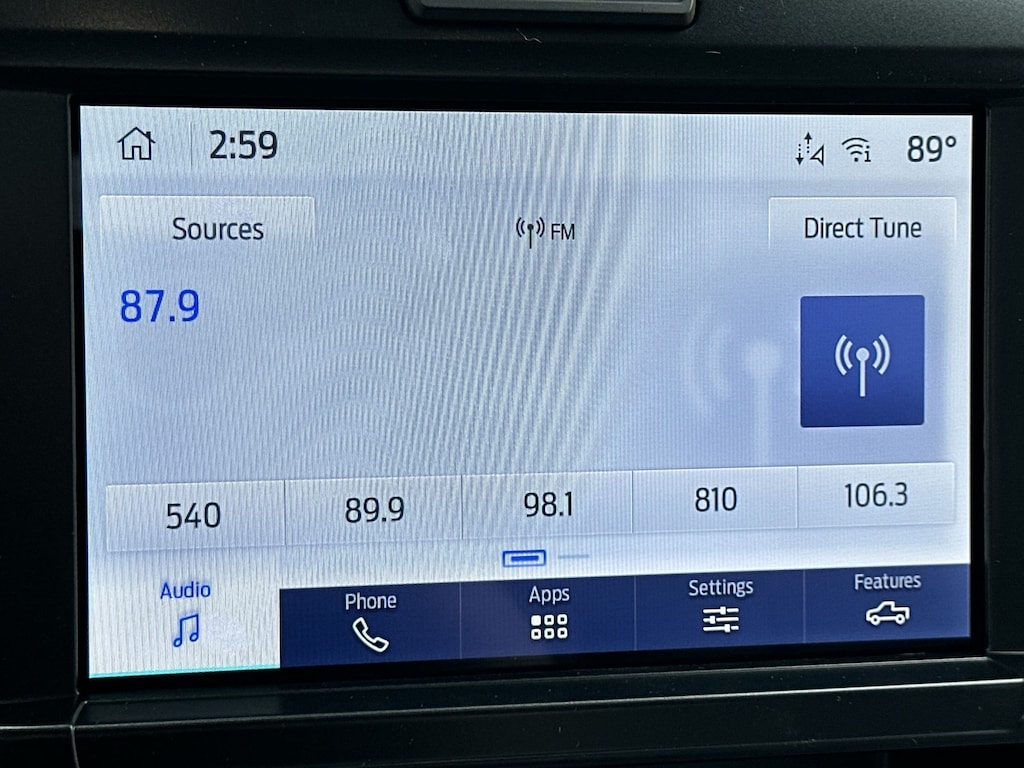 2:59 89°
Sources FM Direct Tune
87.9
540 89.9 98.1 810 106.3
Audio Phone Apps Settings Features